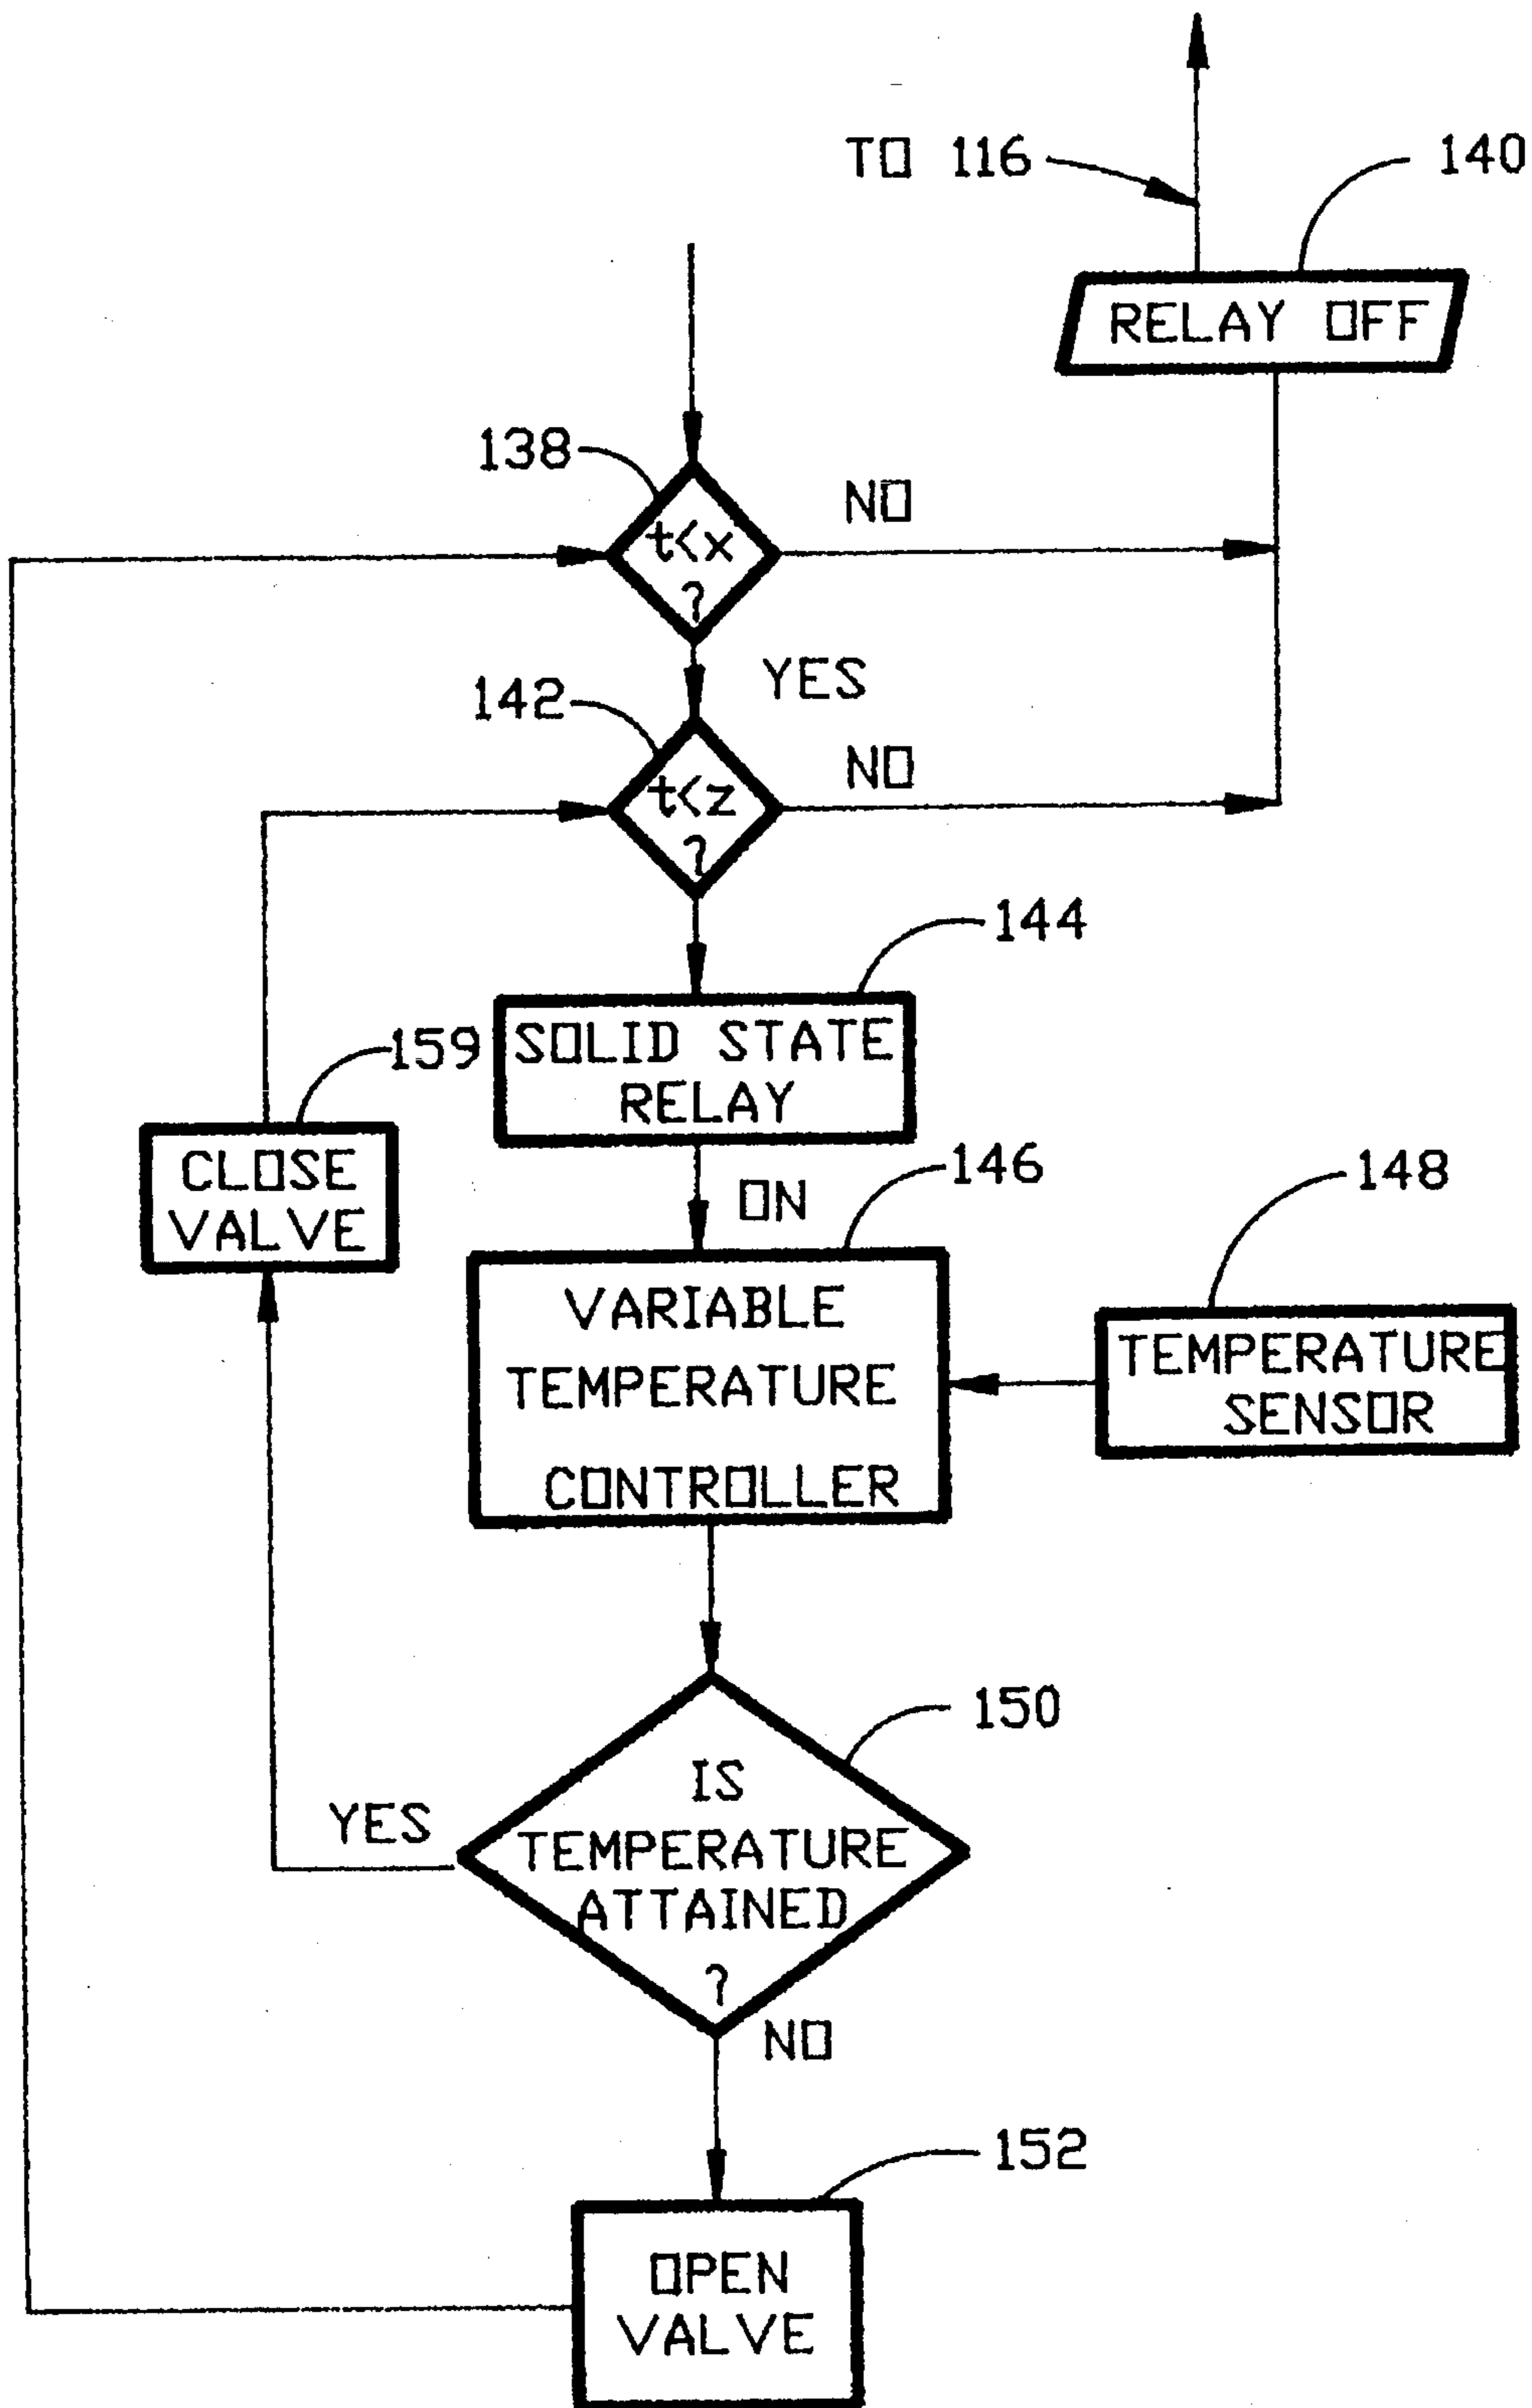 TO 116
140
RELAY OFF
138
t<x
?
NO
YES
142
t<z
?
NO
144
SOLID STATE
RELAY
159
CLOSE
VALVE
ON
146
VARIABLE
TEMPERATURE
CONTROLLER
148
TEMPERATURE
SENSOR
150
IS
TEMPERATURE
ATTAINED
?
YES
NO
152
OPEN
VALVE